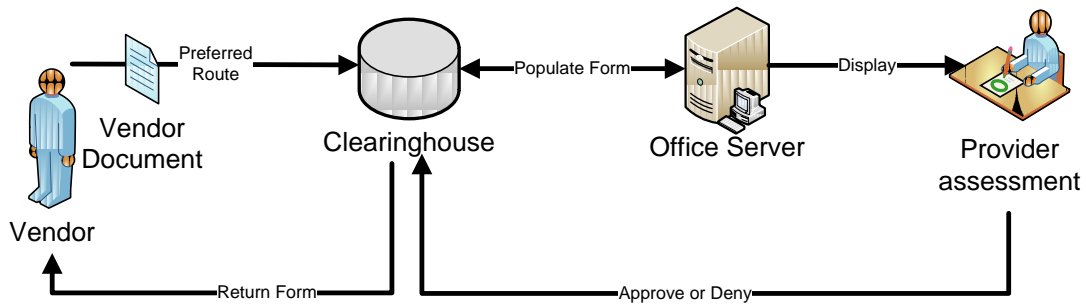 Preferred
Route
Populate Form
Display
Vendor
Document
Clearinghouse
Office Server
Provider
assessment
Vendor
Return Form
Approve or Deny